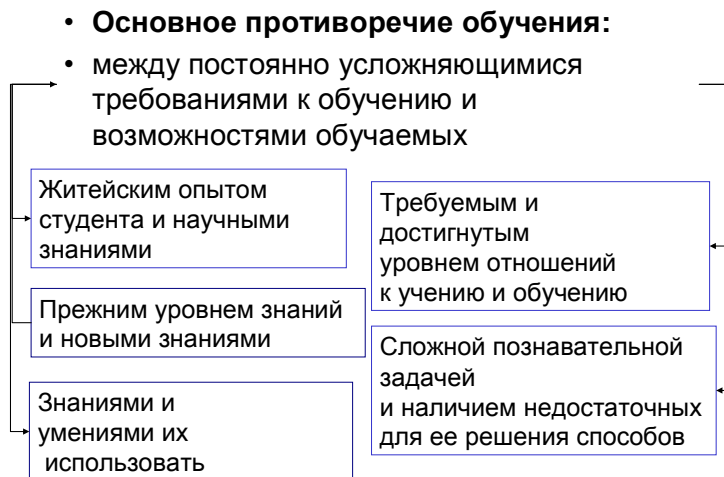 • Основное противоречие обучения:
• между постоянно усложняющимися
требованиями к обучению и
возможностями обучаемых
Житейским опытом
студента и научными
знаниями
Прежним уровнем знаний
и новыми знаниями
Знаниями и
умениями их
использовать
Требуемым и
достигнутым
уровнем отношений
к учению и обучению
Сложной познавательной
задачей
и наличием недостаточных
для ее решения способов